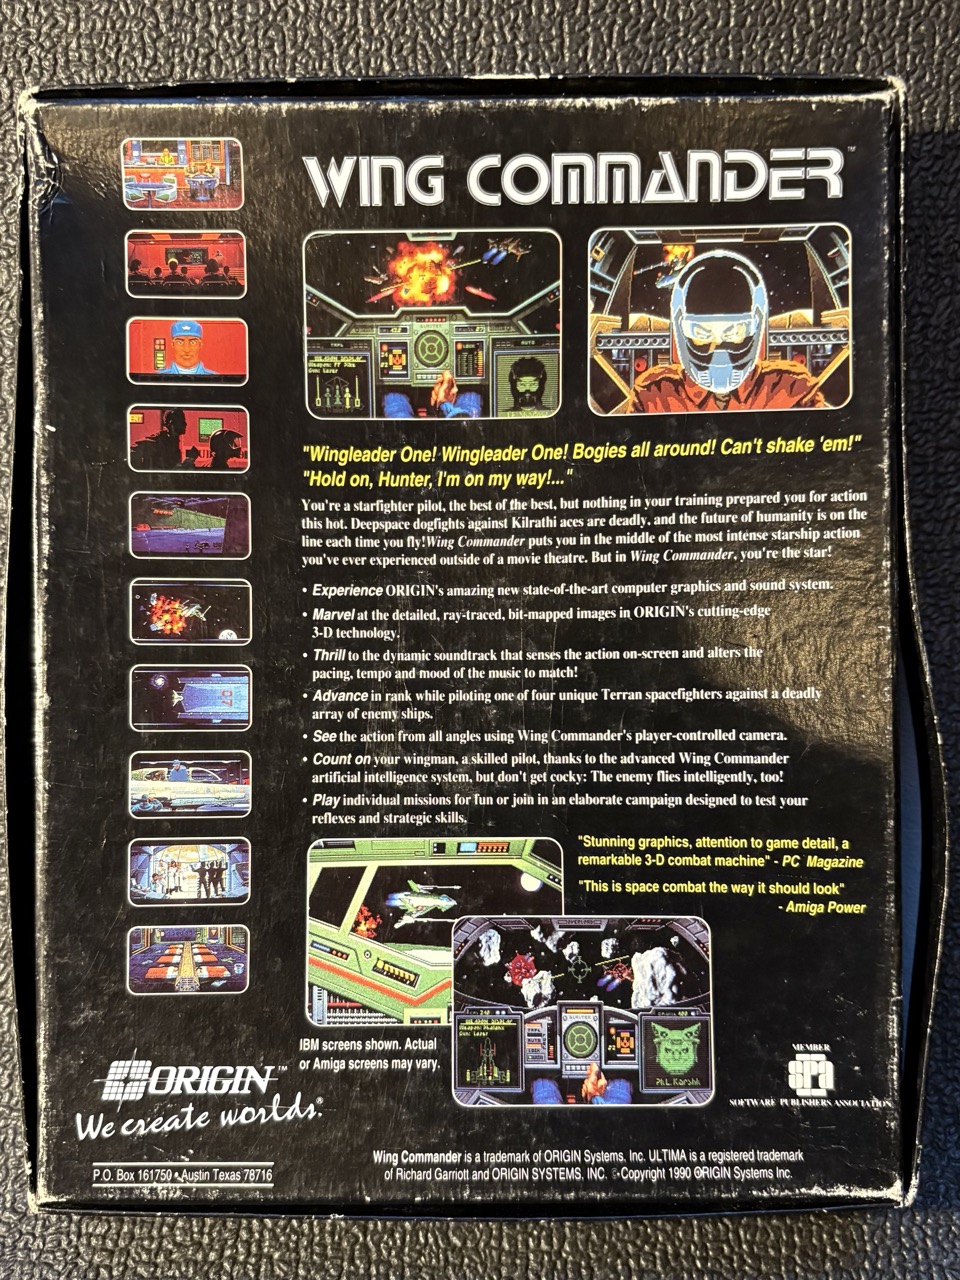 WING COMMANDER™
"Wingleader One! Wingleader One! Bogies all around! Can't shake 'em!"
"Hold on, Hunter, I'm on my way!..."
You're a starfighter pilot, the best of the best, but nothing in your training prepared you for action
this hot. Deepspace dogfights against Kilrathi aces are deadly, and the future of humanity is on the
line each time you fly! Wing Commander puts you in the middle of the most intense starship action
you've ever experienced outside of a movie theatre. But in Wing Commander, you're the star!
• Experience ORIGIN's amazing new state-of-the-art computer graphics and sound system.
• Marvel at the detailed, ray-traced, bit-mapped images in ORIGIN's cutting-edge
3-D technology.
• Thrill to the dynamic soundtrack that senses the action on-screen and alters the
pacing, tempo and mood of the music to match!
• Advance in rank while piloting one of four unique Terran spacefighters against a deadly
array of enemy ships.
• See the action from all angles using Wing Commander's player-controlled camera.
• Count on your wingman, a skilled pilot, thanks to the advanced Wing Commander
artificial intelligence system, but don't get cocky: The enemy flies intelligently, too!
• Play individual missions for fun or join in an elaborate campaign designed to test your
reflexes and strategic skills.
"Stunning graphics, attention to game detail, a
remarkable 3-D combat machine" - PC Magazine
"This is space combat the way it should look"
- Amiga Power
IBM screens shown. Actual
or Amiga screens may vary.
Pk.L. Karshk
ORIGIN™
We create worlds.®
P.O. Box 161750 • Austin Texas 78716
MEMBER
SPA
SOFTWARE PUBLISHERS ASSOCIATION
Wing Commander is a trademark of ORIGIN Systems, Inc. ULTIMA is a registered trademark
of Richard Garriott and ORIGIN SYSTEMS, INC. © Copyright 1990 ORIGIN Systems Inc.